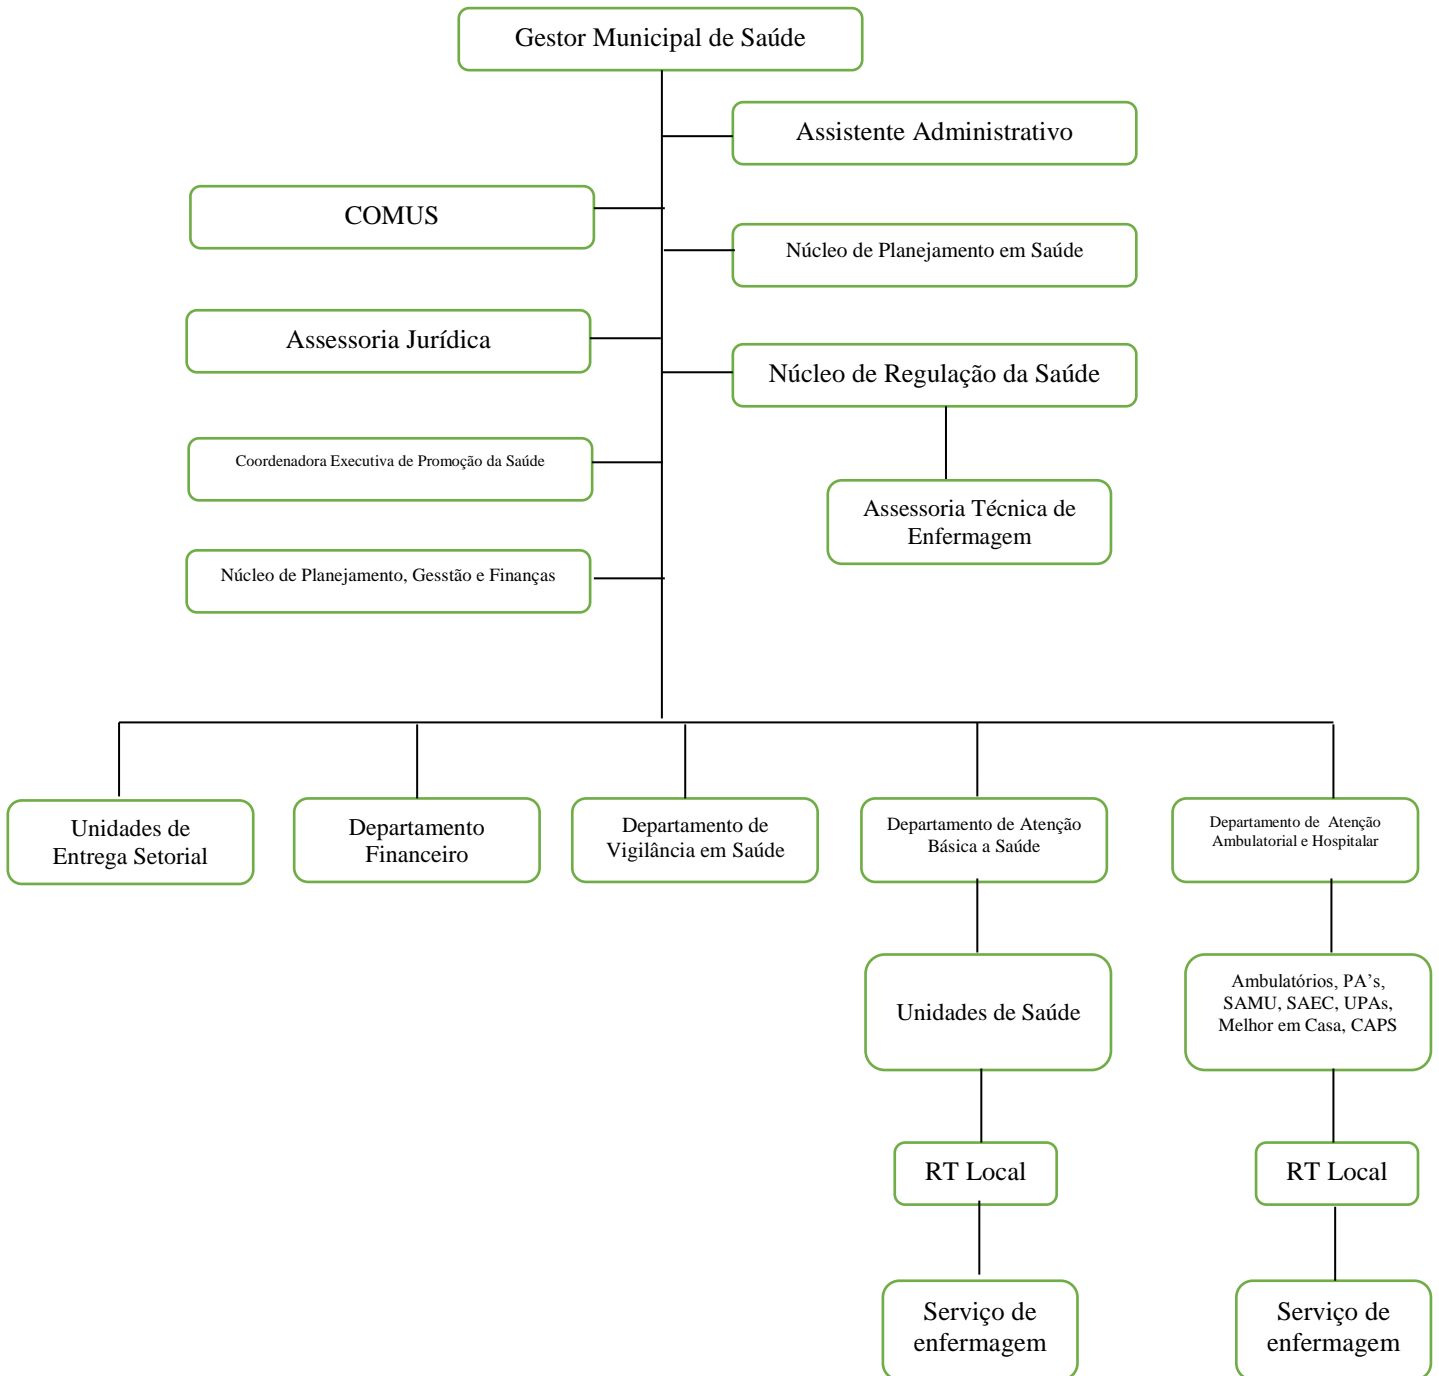 Gestor Municipal de Saúde
Assistente Administrativo
COMUS
Núcleo de Planejamento em Saúde
Assessoria Jurídica
Núcleo de Regulação da Saúde
Coordenadora Executiva de Promoção da Saúde
Assessoria Técnica de
Enfermagem
Núcleo de Planejamento, Gesstão e Finanças
Unidades de
Entrega Setorial
Departamento
Financeiro
Departamento de
Vigilância em Saúde
Departamento de Atenção
Básica a Saúde
Departamento de Atenção
Ambulatorial e Hospitalar
Unidades de Saúde
Ambulatórios, PA’s,
SAMU, SAEC, UPAs,
Melhor em Casa, CAPS
RT Local
RT Local
Serviço de
enfermagem
Serviço de
enfermagem